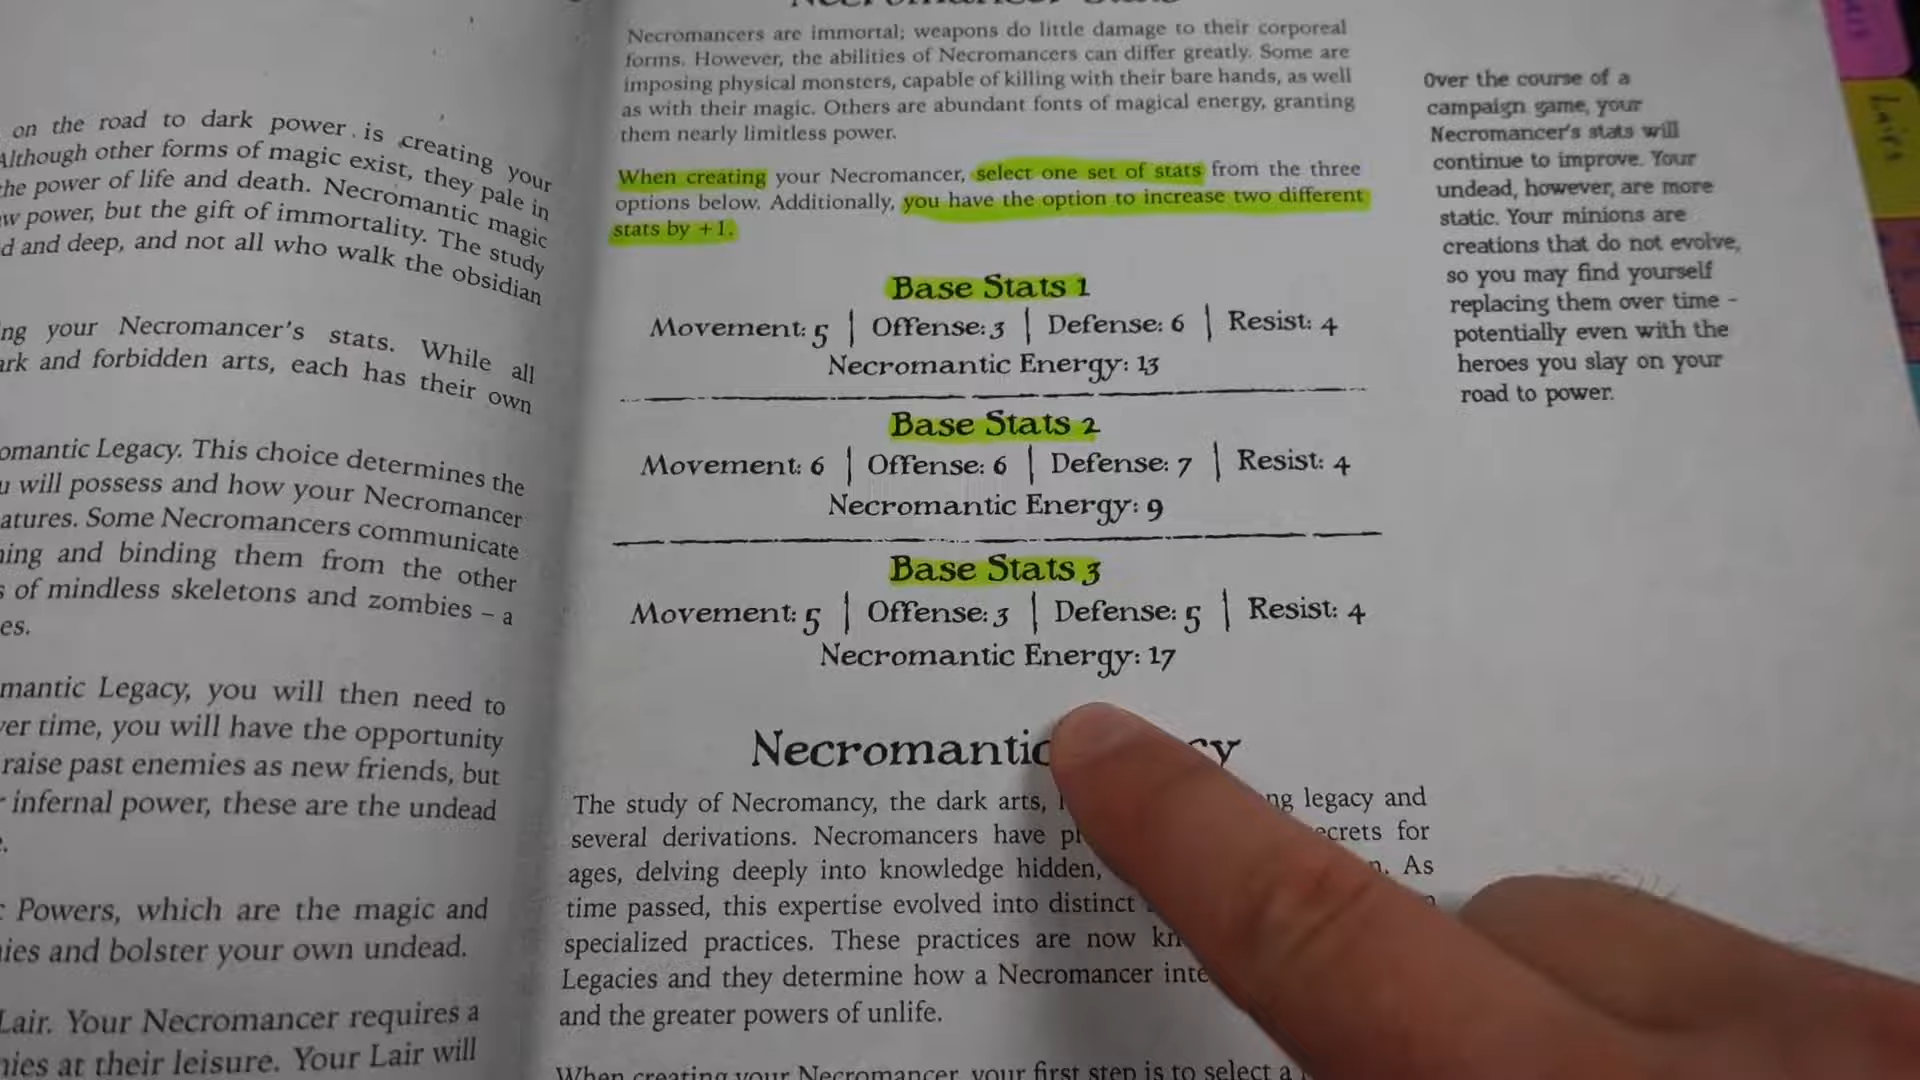 on the road to dark power is creating your
Although other forms of magic exist, they pale in
the power of life and death. Necromantic magic
power, but the gift of immortality. The study
and deep, and not all who walk the obsidian
your Necromancer's stats. While all
and forbidden arts, each has their own
Legacy. This choice determines the
will possess and how your Necromancer
Some Necromancers communicate
and binding them from the other
of mindless skeletons and zombies – a
Legacy, you will then need to
time, you will have the opportunity
raise past enemies as new friends, but
infernal power, these are the undead
Powers, which are the magic and
and bolster your own undead.
Lair. Your Necromancer requires a
at their leisure. Your Lair will
Necromancers are immortal; weapons do little damage to their corporeal
forms. However, the abilities of Necromancers can differ greatly. Some are
imposing physical monsters, capable of killing with their bare hands, as well
as with their magic. Others are abundant fonts of magical energy, granting
them nearly limitless power.
When creating your Necromancer, select one set of stats from the three
options below. Additionally, you have the option to increase two different
stats by +1.
Base Stats 1
Movement: 5 | Offense: 3 | Defense: 6 | Resist: 4
Necromantic Energy: 13
Base Stats 2
Movement: 6 | Offense: 6 | Defense: 7 | Resist: 4
Necromantic Energy: 9
Base Stats 3
Movement: 5 | Offense: 3 | Defense: 5 | Resist: 4
Necromantic Energy: 17
Necromantic
The study of Necromancy, the dark arts, legacy and
several derivations. Necromancers have for
ages, delving deeply into knowledge hidden, As
time passed, this expertise evolved into distinct
specialized practices. These practices are now
Legacies and they determine how a Necromancer
and the greater powers of unlife.
When creating your Necromancer, your first step is to select a
Over the course of a
campaign game, your
Necromancer's stats will
continue to improve. Your
undead, however, are more
static. Your minions are
creations that do not evolve,
so you may find yourself
replacing them over time –
potentially even with the
heroes you slay on your
road to power.
Lairs